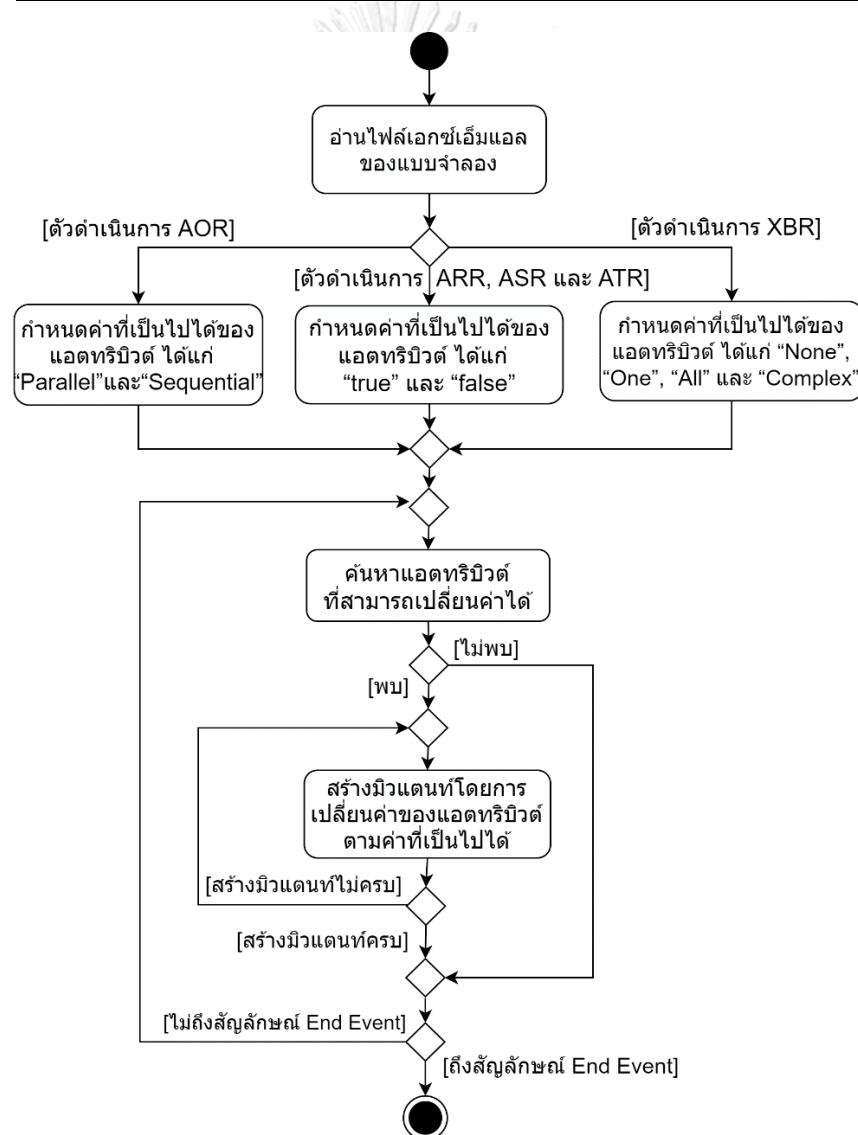 อ่านไฟล์เอกซ์เอ็มแอล
ของแบบจำลอง
[ตัวดำเนินการ AOR]
[ตัวดำเนินการ XBR]
[ตัวดำเนินการ ARR, ASR และ ATR]
กำหนดค่าที่เป็นไปได้ของ
แอตทริบิวต์ ได้แก่
“Parallel”และ“Sequential”
กำหนดค่าที่เป็นไปได้ของ
แอตทริบิวต์ ได้แก่
“true” และ “false”
กำหนดค่าที่เป็นไปได้ของ
แอตทริบิวต์ ได้แก่ “None”,
“One”, “All” และ “Complex”
ค้นหาแอตทริบิวต์
ที่สามารถเปลี่ยนค่าได้
[ไม่พบ]
[พบ]
สร้างมิวแตนท์โดยการ
เปลี่ยนค่าของแอตทริบิวต์
ตามค่าที่เป็นไปได้
[สร้างมิวแตนท์ไม่ครบ]
[สร้างมิวแตนท์ครบ]
[ไม่ถึงสัญลักษณ์ End Event]
[ถึงสัญลักษณ์ End Event]